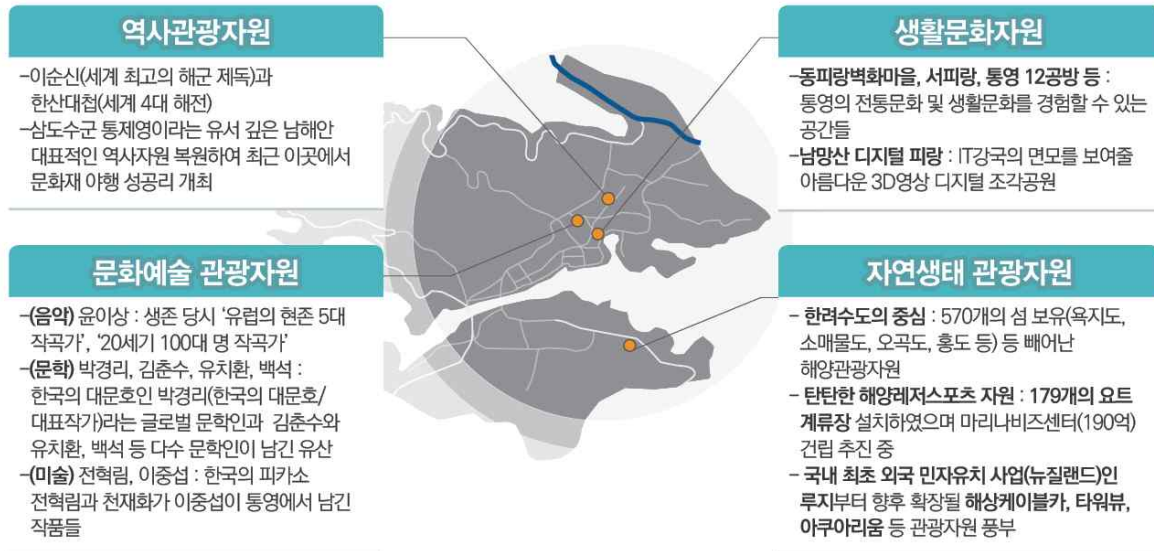 역사관광자원
-이순신(세계 최고의 해군 제독)과
한산대첩(세계 4대 해전)
-삼도수군 통제영이라는 유서 깊은 남해안
대표적인 역사자원 복원하여 최근 이곳에서
문화재 야행 성공리 개최
생활문화자원
-동피랑벽화마을, 서피랑, 통영 12공방 등 :
통영의 전통문화 및 생활문화를 경험할 수 있는
공간들
-남망산 디지털 피랑 : IT강국의 면모를 보여줄
아름다운 3D영상 디지털 조각공원
문화예술 관광자원
-(음악) 윤이상 : 생존 당시 ‘유럽의 현존 5대
작곡가’, ‘20세기 100대 명 작곡가’
-(문학) 박경리, 김춘수, 유치환, 백석 :
한국의 대문호인 박경리(한국의 대문호/
대표작가)라는 글로벌 문학인과 김춘수와
유치환, 백석 등 다수 문학인이 남긴 유산
-(미술) 전혁림, 이중섭 : 한국의 피카소
전혁림과 천재화가 이중섭이 통영에서 남긴
작품들
자연생태 관광자원
- 한려수도의 중심 : 570개의 섬 보유(욕지도,
소매물도, 오곡도, 홍도 등) 등 빼어난
해양관광자원
- 탄탄한 해양레저스포츠 자원 : 179개의 요트
계류장 설치하였으며 마리나비즈센터(190억)
건립 추진 중
- 국내 최초 외국 민자유치 사업(뉴질랜드)인
루지부터 향후 확장될 해상케이블카, 타워뷰,
아쿠아리움 등 관광자원 풍부